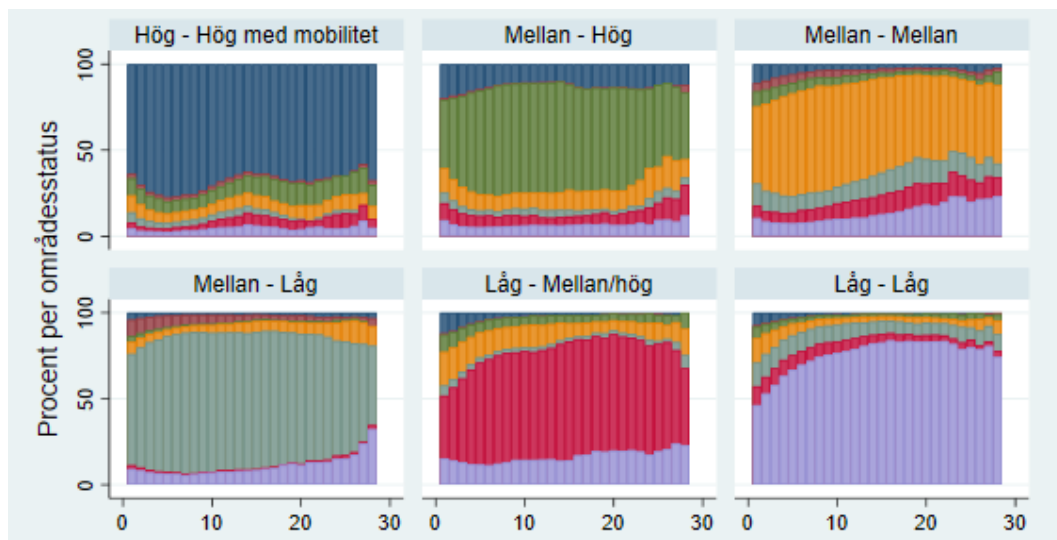 Hög - Hög med mobilitet
Mellan - Hög
Mellan - Mellan
Procent per områdesstatus
100
50
0
Mellan - Låg
Låg - Mellan/hög
Låg - Låg
100
50
0
0 10 20 30
0 10 20 30
0 10 20 30